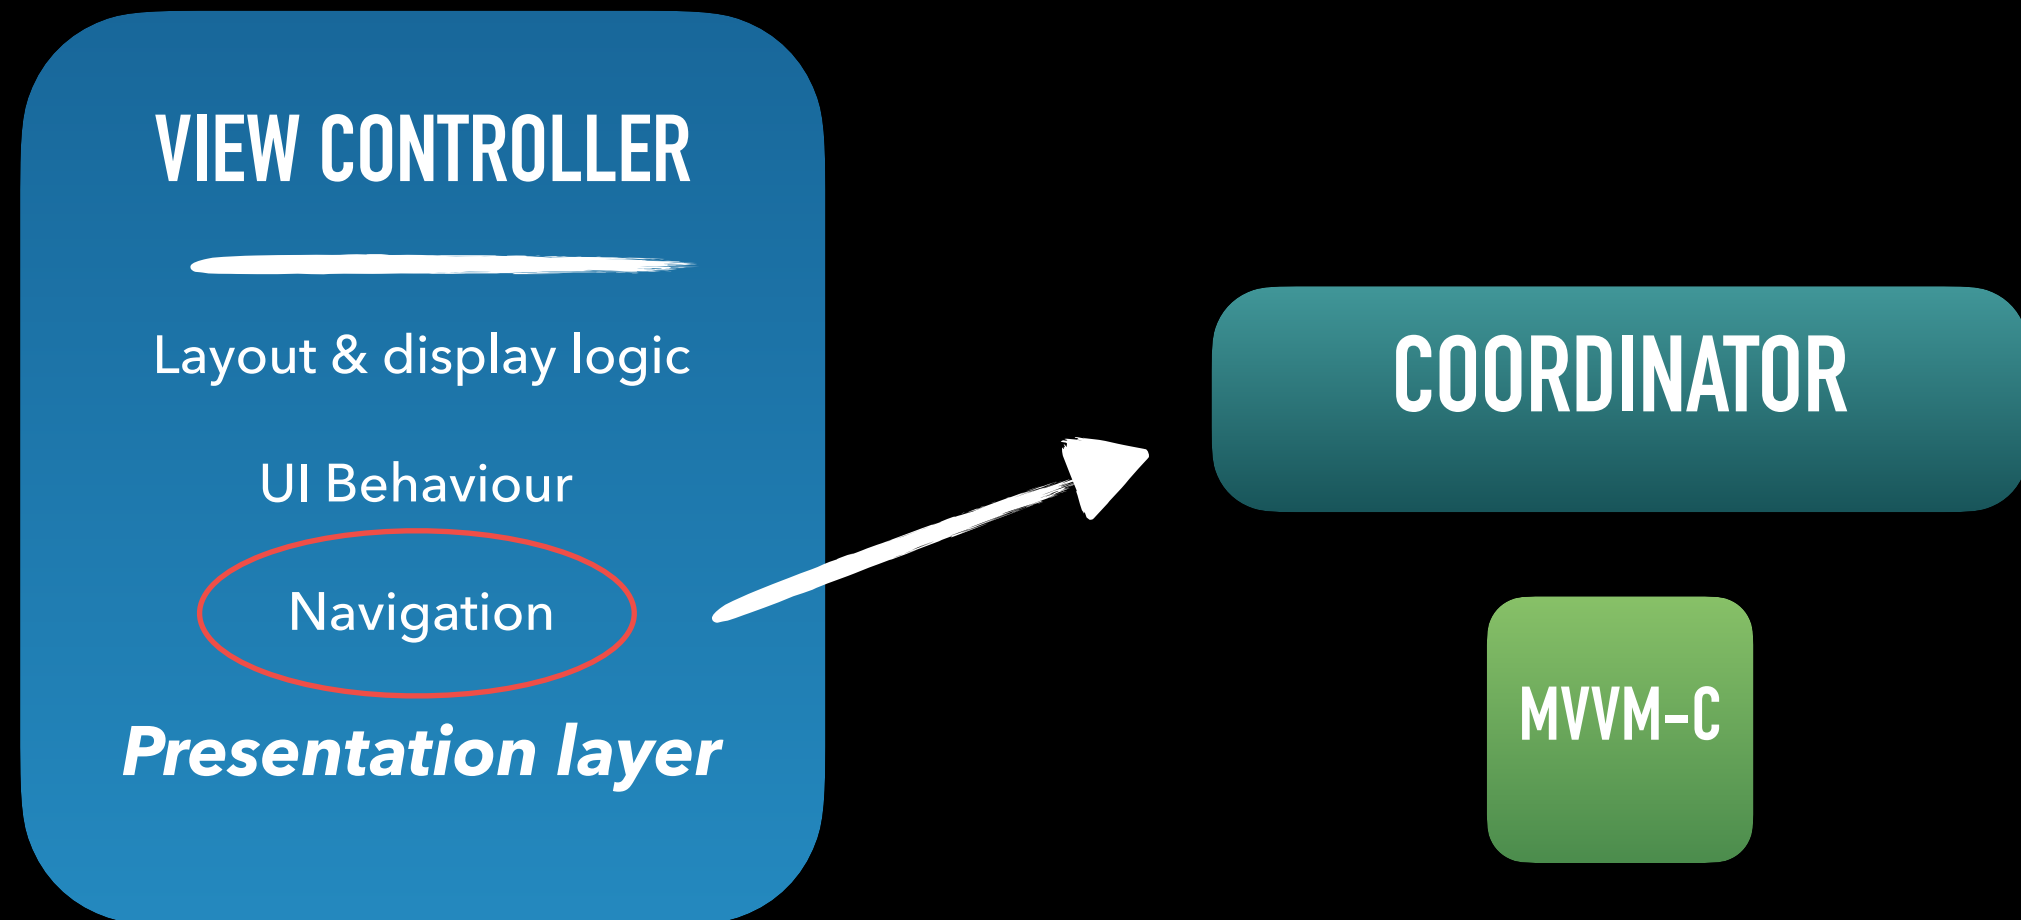 VIEW CONTROLLER
Layout & display logic
UI Behaviour
Navigation
Presentation layer
COORDINATOR
MVVM-C